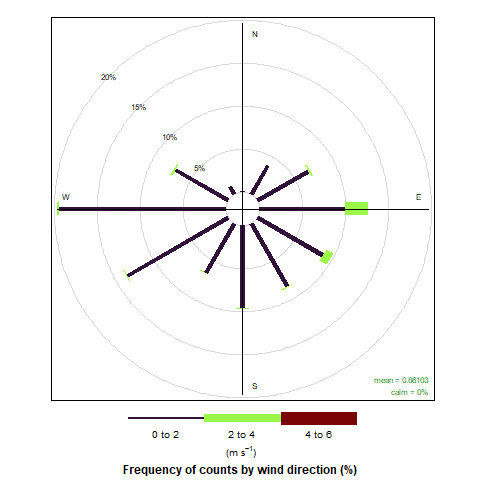 N
20%
15%
10%
5%
W
E
S
mean = 0.86103
calm = 0%
0 to 2 2 to 4 4 to 6
(m s⁻¹)
Frequency of counts by wind direction (%)